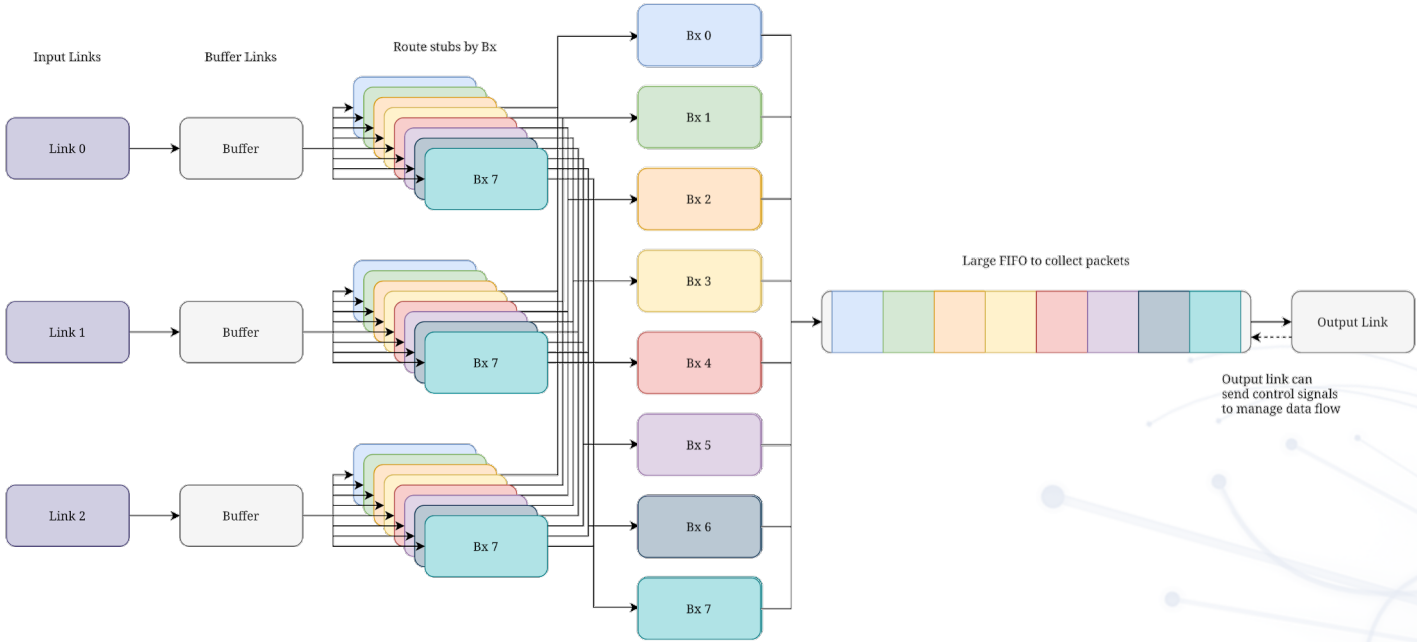 Input Links
Buffer Links
Route stubs by Bx
Link 0
Buffer
Bx 7
Link 1
Buffer
Bx 7
Link 2
Buffer
Bx 7
Bx 0
Bx 1
Bx 2
Bx 3
Bx 4
Bx 5
Bx 6
Bx 7
Large FIFO to collect packets
Output Link
Output link can
send control signals
to manage data flow